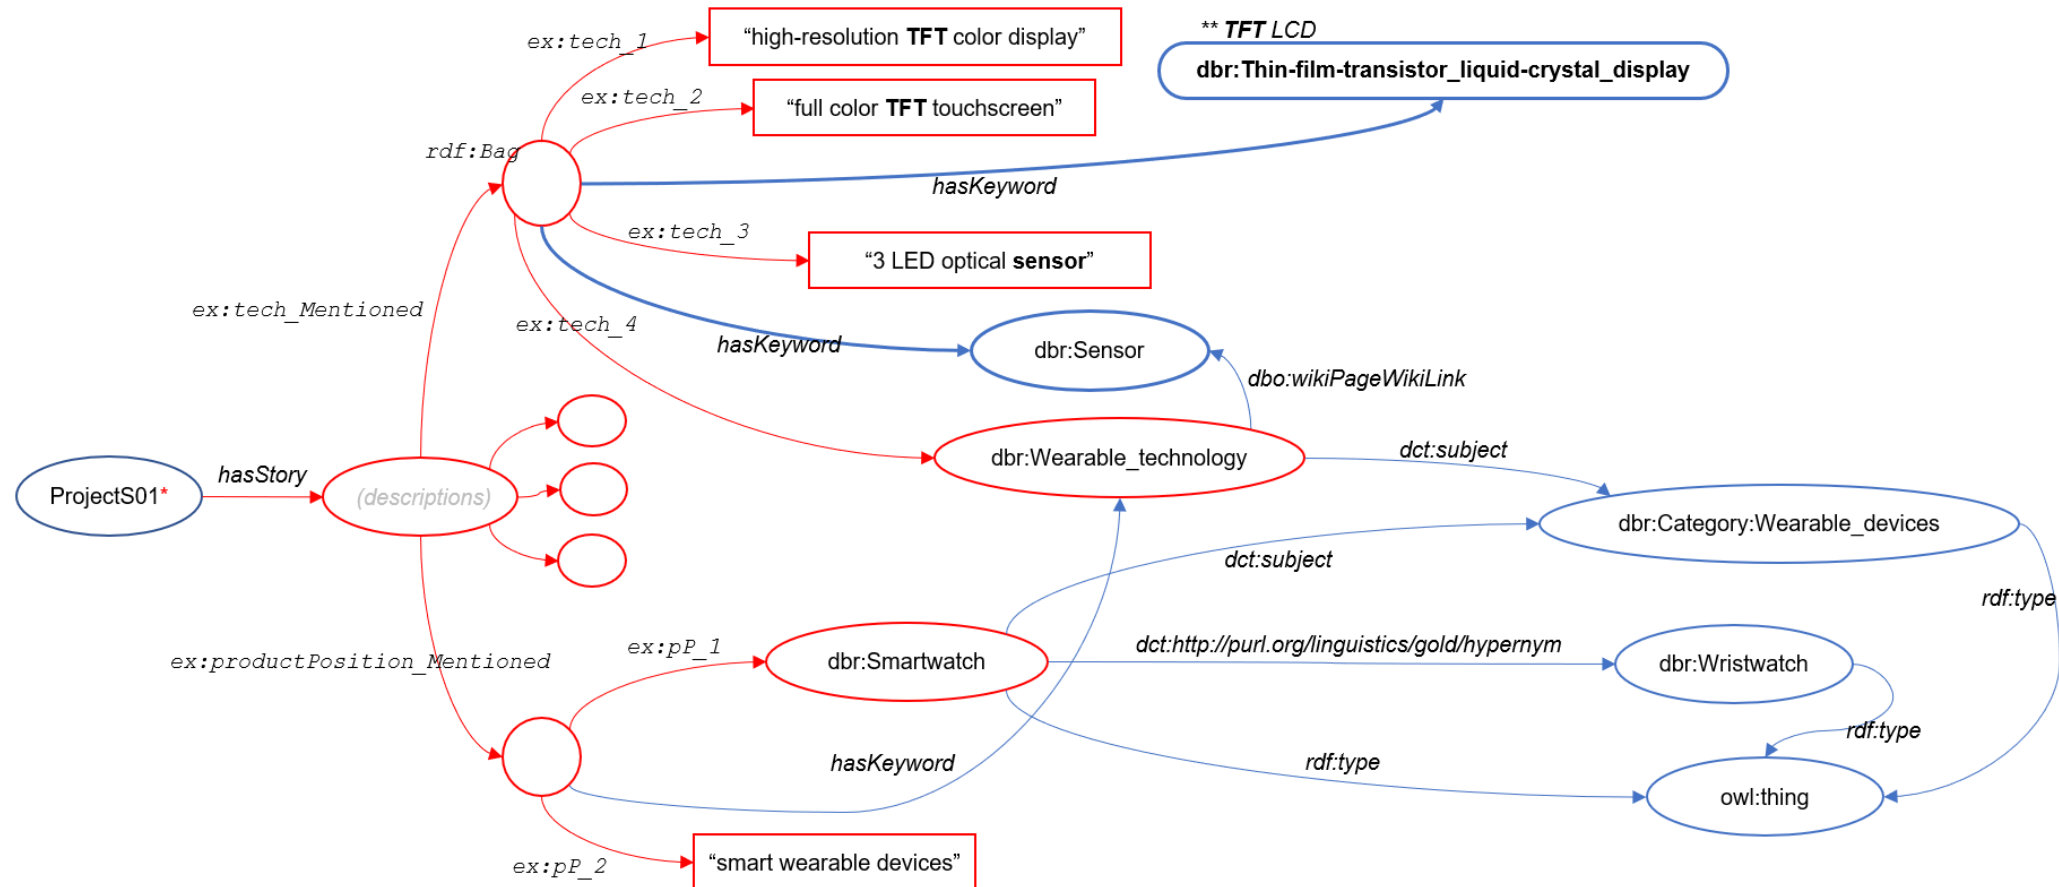 ** TFT LCD
ex:tech_1
“high-resolution TFT color display”
dbr:Thin-film-transistor_liquid-crystal_display
ex:tech_2
“full color TFT touchscreen”
rdf:Bag
hasKeyword
ex:tech_3
“3 LED optical sensor”
ex:tech_Mentioned
ex:tech_4
hasKeyword
dbr:Sensor
dbo:wikiPageWikiLink
dbr:Wearable_technology
dct:subject
hasStory
ProjectS01*
(descriptions)
dbr:Category:Wearable_devices
dct:subject
rdf:type
ex:productPosition_Mentioned
ex:pP_1
dbr:Smartwatch
dct:http://purl.org/linguistics/gold/hypernym
dbr:Wristwatch
rdf:type
hasKeyword
rdf:type
owl:thing
ex:pP_2
“smart wearable devices”